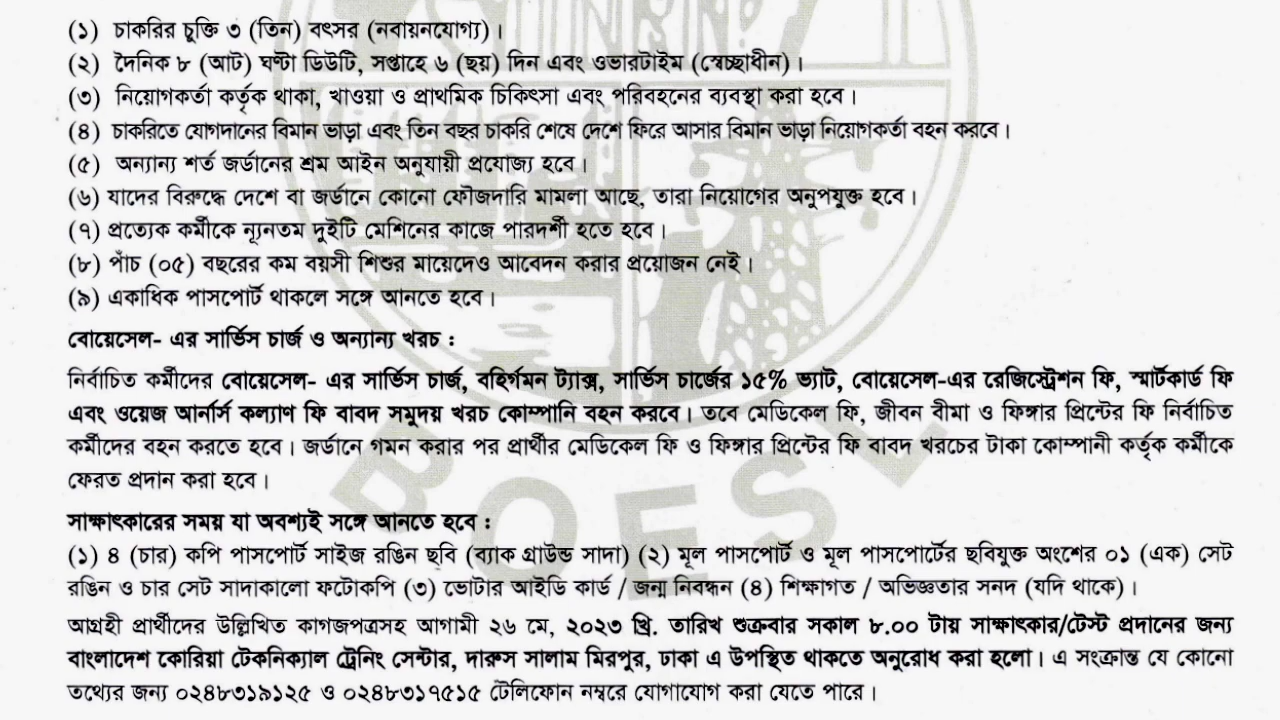 (১) চাকরির চুক্তি ৩ (তিন) বৎসর (নবায়নযোগ্য)।
(২) দৈনিক ৮ (আট) ঘণ্টা ডিউটি, সপ্তাহে ৬ (ছয়) দিন এবং ওভারটাইম (স্বেচ্ছাধীন)।
(৩) নিয়োগকর্তা কর্তৃক থাকা, খাওয়া ও প্রাথমিক চিকিৎসা এবং পরিবহনের ব্যবস্থা করা হবে।
(৪) চাকরিতে যোগদানের বিমান ভাড়া এবং তিন বছর চাকরি শেষে দেশে ফিরে আসার বিমান ভাড়া নিয়োগকর্তা বহন করবে।
(৫) অন্যান্য শর্ত জর্ডানের শ্রম আইন অনুযায়ী প্রযোজ্য হবে।
(৬) যাদের বিরুদ্ধে দেশে বা জর্ডানে কোনো ফৌজদারি মামলা আছে, তারা নিয়োগের অনুপযুক্ত হবে।
(৭) প্রত্যেক কর্মীকে ন্যূনতম দুইটি মেশিনের কাজে পারদর্শী হতে হবে।
(৮) পাঁচ (০৫) বছরের কম বয়সী শিশুর মায়েদেও আবেদন করার প্রয়োজন নেই।
(৯) একাধিক পাসপোর্ট থাকলে সঙ্গে আনতে হবে।
বোয়েসেল- এর সার্ভিস চার্জ ও অন্যান্য খরচ :
নির্বাচিত কর্মীদের বোয়েসেল- এর সার্ভিস চার্জ, বহির্গমন ট্যাক্স, সার্ভিস চার্জের ১৫% ভ্যাট, বোয়েসেল-এর রেজিস্ট্রেশন ফি, স্মার্টকার্ড ফি
এবং ওয়েজ আর্নার্স কল্যাণ ফি বাবদ সমুদয় খরচ কোম্পানি বহন করবে। তবে মেডিকেল ফি, জীবন বীমা ও ফিঙ্গার প্রিন্টের ফি নির্বাচিত
কর্মীদের বহন করতে হবে। জর্ডানে গমন করার পর প্রার্থীর মেডিকেল ফি ও ফিঙ্গার প্রিন্টের ফি বাবদ খরচের টাকা কোম্পানী কর্তৃক কর্মীকে
ফেরত প্রদান করা হবে।
সাক্ষাৎকারের সময় যা অবশ্যই সঙ্গে আনতে হবে :
(১) ৪ (চার) কপি পাসপোর্ট সাইজ রঙিন ছবি (ব্যাক গ্রাউন্ড সাদা) (২) মূল পাসপোর্ট ও মূল পাসপোর্টের ছবিযুক্ত অংশের ০১ (এক) সেট
রঙিন ও চার সেট সাদাকালো ফটোকপি (৩) ভোটার আইডি কার্ড / জন্ম নিবন্ধন (৪) শিক্ষাগত / অভিজ্ঞতার সনদ (যদি থাকে)।
আগ্রহী প্রার্থীদের উল্লিখিত কাগজপত্রসহ আগামী ২৬ মে, ২০২৩ খ্রি. তারিখ শুক্রবার সকাল ৮.০০ টায় সাক্ষাৎকার/টেস্ট প্রদানের জন্য
বাংলাদেশ কোরিয়া টেকনিক্যাল ট্রেনিং সেন্টার, দারুস সালাম মিরপুর, ঢাকা এ উপস্থিত থাকতে অনুরোধ করা হলো। এ সংক্রান্ত যে কোনো
তথ্যের জন্য ০২৪৮৩১৯১২৫ ও ০২৪৮৩১৭৫১৫ টেলিফোন নম্বরে যোগাযোগ করা যেতে পারে।
BOESL